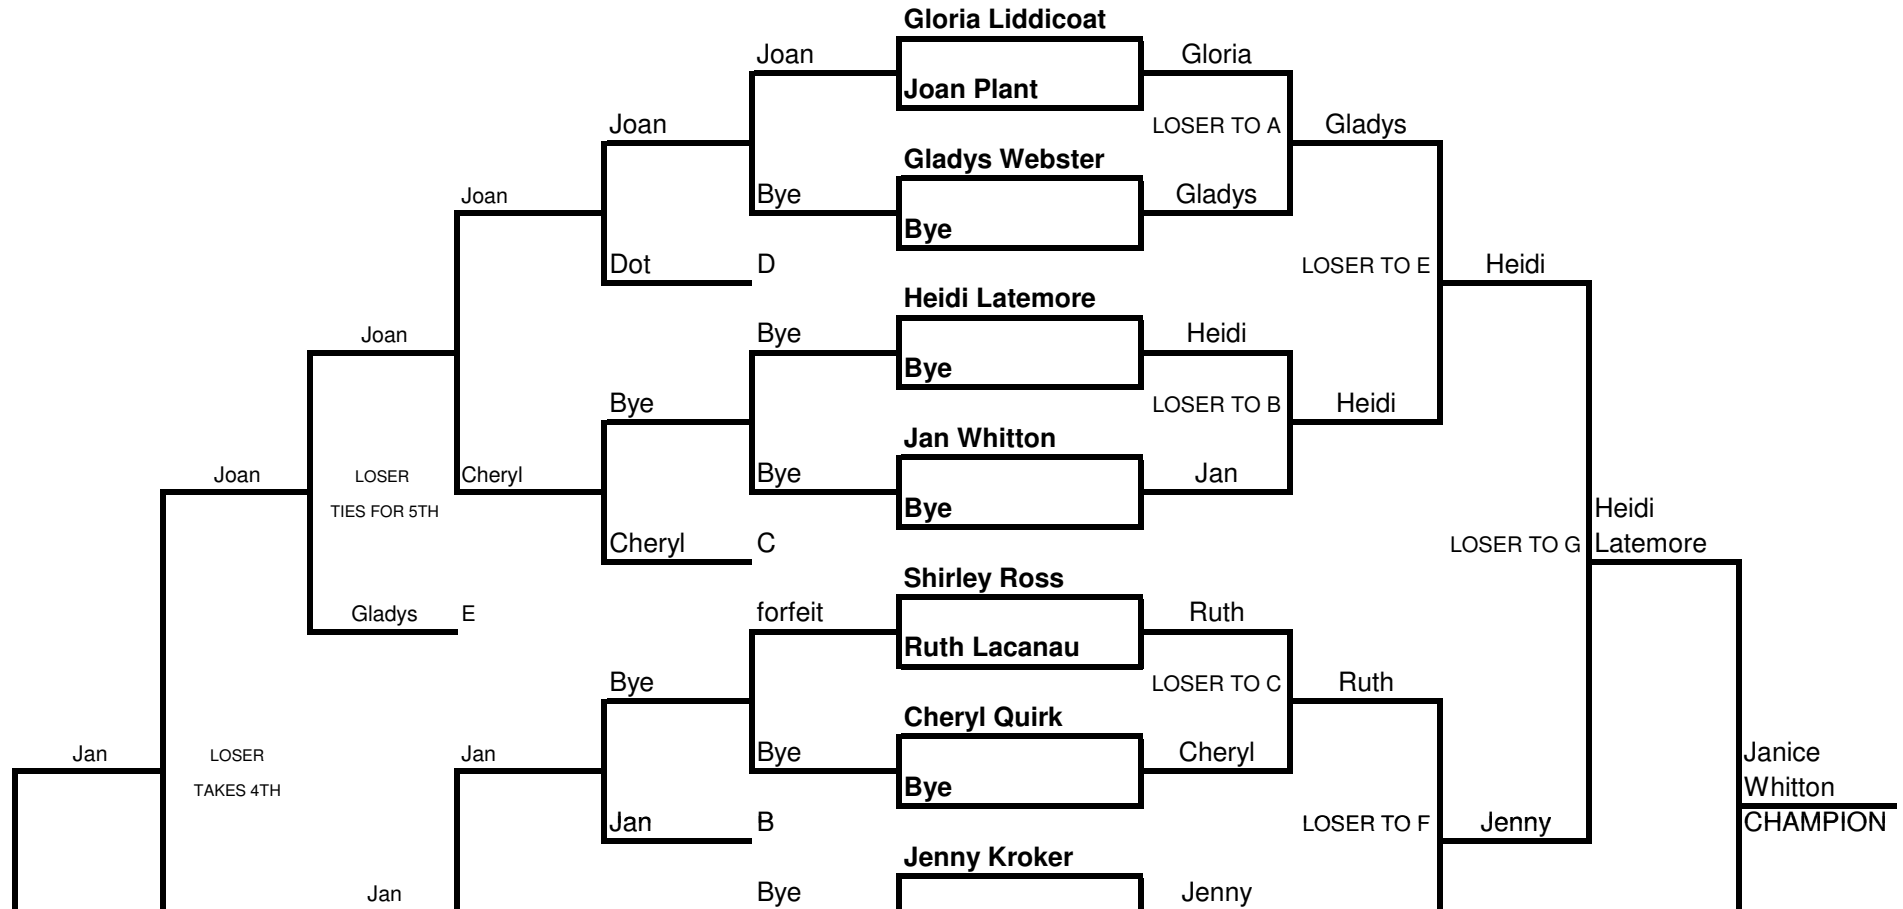 Gloria Liddicoat
Joan
Gloria
Joan Plant
Joan
LOSER TO A
Gladys
Gladys Webster
Joan
Bye
Gladys
Bye
Dot
D
LOSER TO E
Heidi
Heidi Latemore
Joan
Bye
Heidi
Bye
Bye
LOSER TO B
Heidi
Jan Whitton
Joan
LOSER
Cheryl
Bye
Jan
TIES FOR 5TH
Bye
Heidi
Cheryl
C
LOSER TO G
Latemore
Shirley Ross
Gladys
E
forfeit
Ruth
Ruth Lacanau
Bye
LOSER TO C
Ruth
Cheryl Quirk
Jan
LOSER
Jan
Bye
Cheryl
Janice
TAKES 4TH
Bye
Whitton
Jan
B
LOSER TO F
Jenny
CHAMPION
Jenny Kroker
Jan
Bye
Jenny